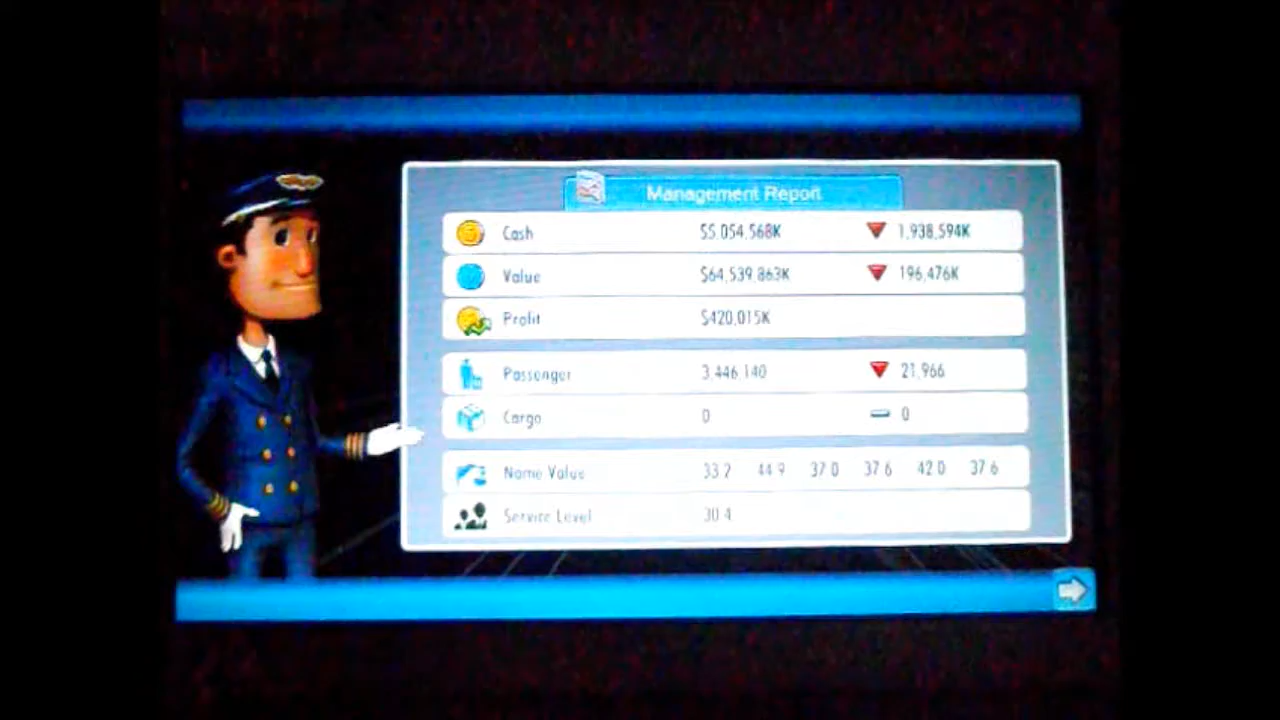 Management Report
Cash $5,054,568K 1,938,594K
Value $64,539,863K 196,476K
Profit $420,015K
Passenger 3,446,140 21,966
Cargo 0 0
Name Value 33.2 44.9 37.0 37.6 42.0 37.6
Service Level 30.4